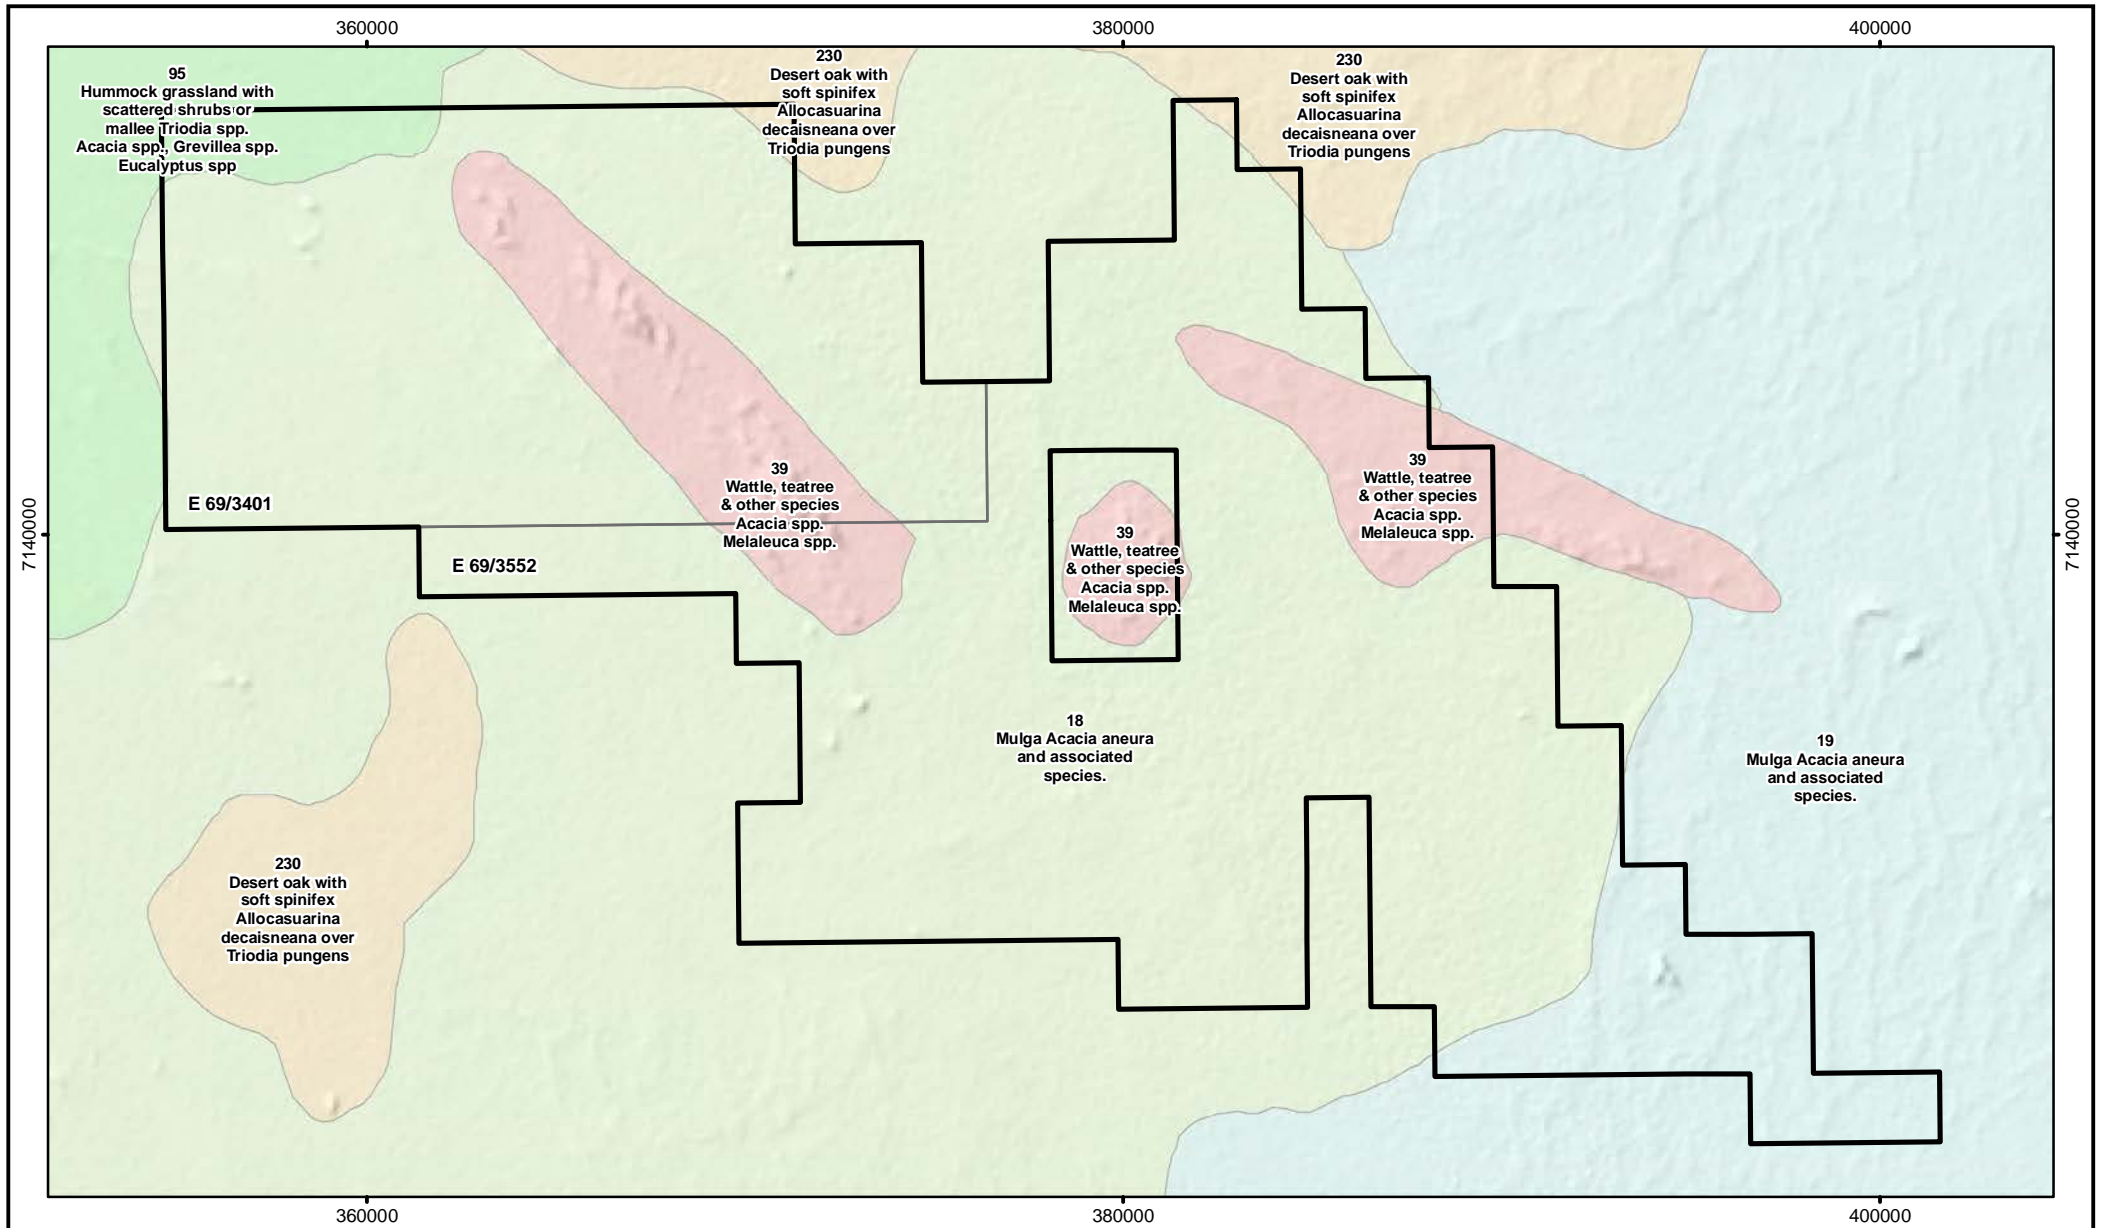 360000
380000
400000
95
Hummock grassland with
scattered shrubs or
mallee Triodia spp.
Acacia spp., Grevillea spp.
Eucalyptus spp
230
Desert oak with
soft spinifex
Allocasuarina
decaisneana over
Triodia pungens
230
Desert oak with
soft spinifex
Allocasuarina
decaisneana over
Triodia pungens
39
Wattle, teatree
& other species
Acacia spp.
Melaleuca spp.
39
Wattle, teatree
& other species
Acacia spp.
Melaleuca spp.
39
Wattle, teatree
& other species
Acacia spp.
Melaleuca spp.
E 69/3401
E 69/3552
7140000
7140000
18
Mulga Acacia aneura
and associated
species.
19
Mulga Acacia aneura
and associated
species.
230
Desert oak with
soft spinifex
Allocasuarina
decaisneana over
Triodia pungens
360000
380000
400000